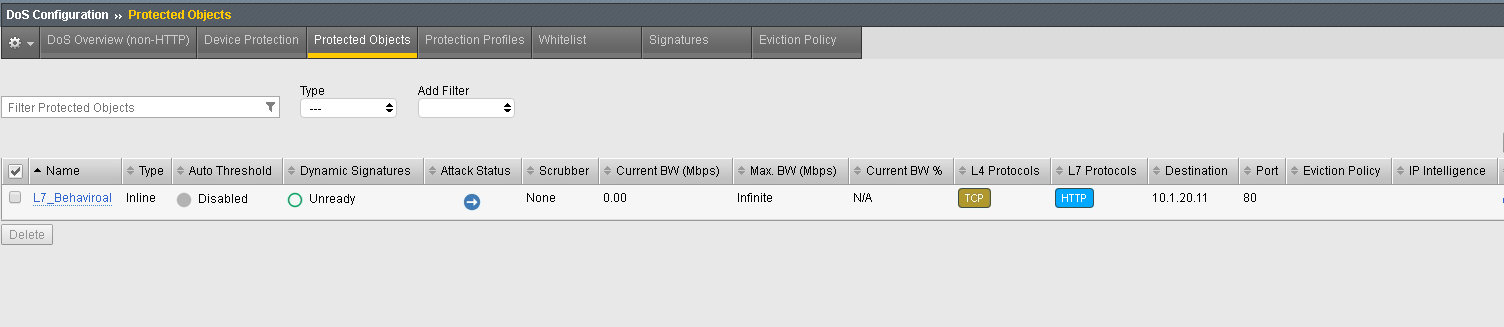 DoS Configuration ›› Protected Objects
DoS Overview (non-HTTP) Device Protection Protected Objects Protection Profiles Whitelist Signatures Eviction Policy
Type Add Filter
Filter Protected Objects ---
Name Type Auto Threshold Dynamic Signatures Attack Status Scrubber Current BW (Mbps) Max. BW (Mbps) Current BW % L4 Protocols L7 Protocols Destination Port Eviction Policy IP Intelligence
L7_Behaviroal Inline Disabled Unready None 0.00 Infinite N/A TCP HTTP 10.1.20.11 80
Delete